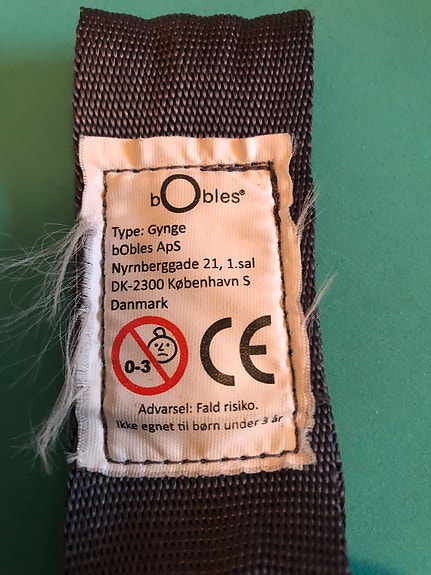 bObles®
Type: Gynge
bObles ApS
Nyrnberggade 21, 1.sal
DK-2300 København S
Danmark
0-3
CE
Advarsel: Fald risiko.
Ikke egnet til børn under 3 år